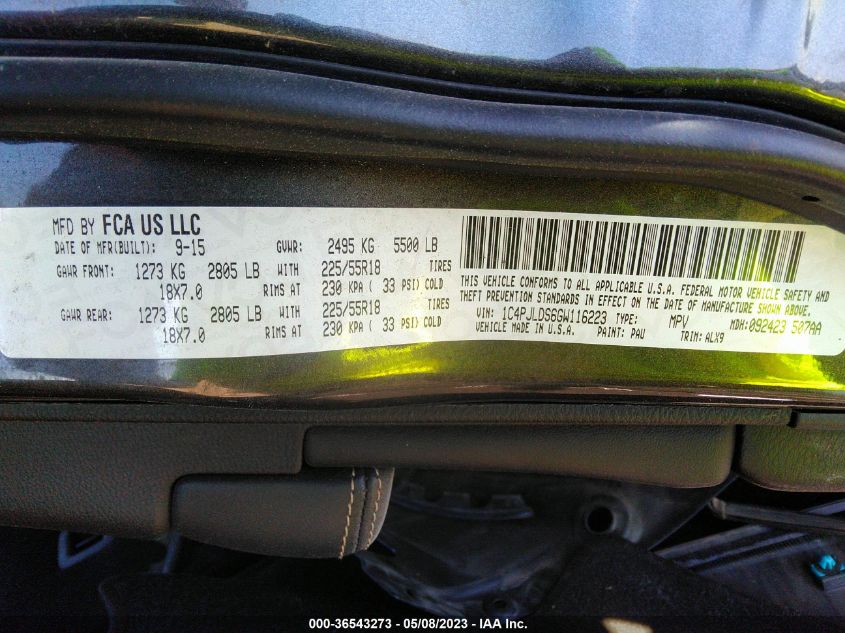 MFD BY FCA US LLC
DATE OF MFR(BUILT): 9-15 GVWR: 2495 KG 5500 LB
GAWR FRONT: 1273 KG 2805 LB WITH 225/55R18 TIRES
18X7.0 RIMS AT 230 KPA ( 33 PSI) COLD
GAWR REAR: 1273 KG 2805 LB WITH 225/55R18 TIRES
18X7.0 RIMS AT 230 KPA ( 33 PSI) COLD
THIS VEHICLE CONFORMS TO ALL APPLICABLE U.S.A. FEDERAL MOTOR VEHICLE SAFETY AND
THEFT PREVENTION STANDARDS IN EFFECT ON THE DATE OF MANUFACTURE SHOWN ABOVE.
VIN: 1C4PJLDS6GW116223 TYPE: MPV MDH: 092423 507AA
VEHICLE MADE IN U.S.A. PAINT: PAU TRIM: ALX9
000-36543273 - 05/08/2023 - IAA Inc.